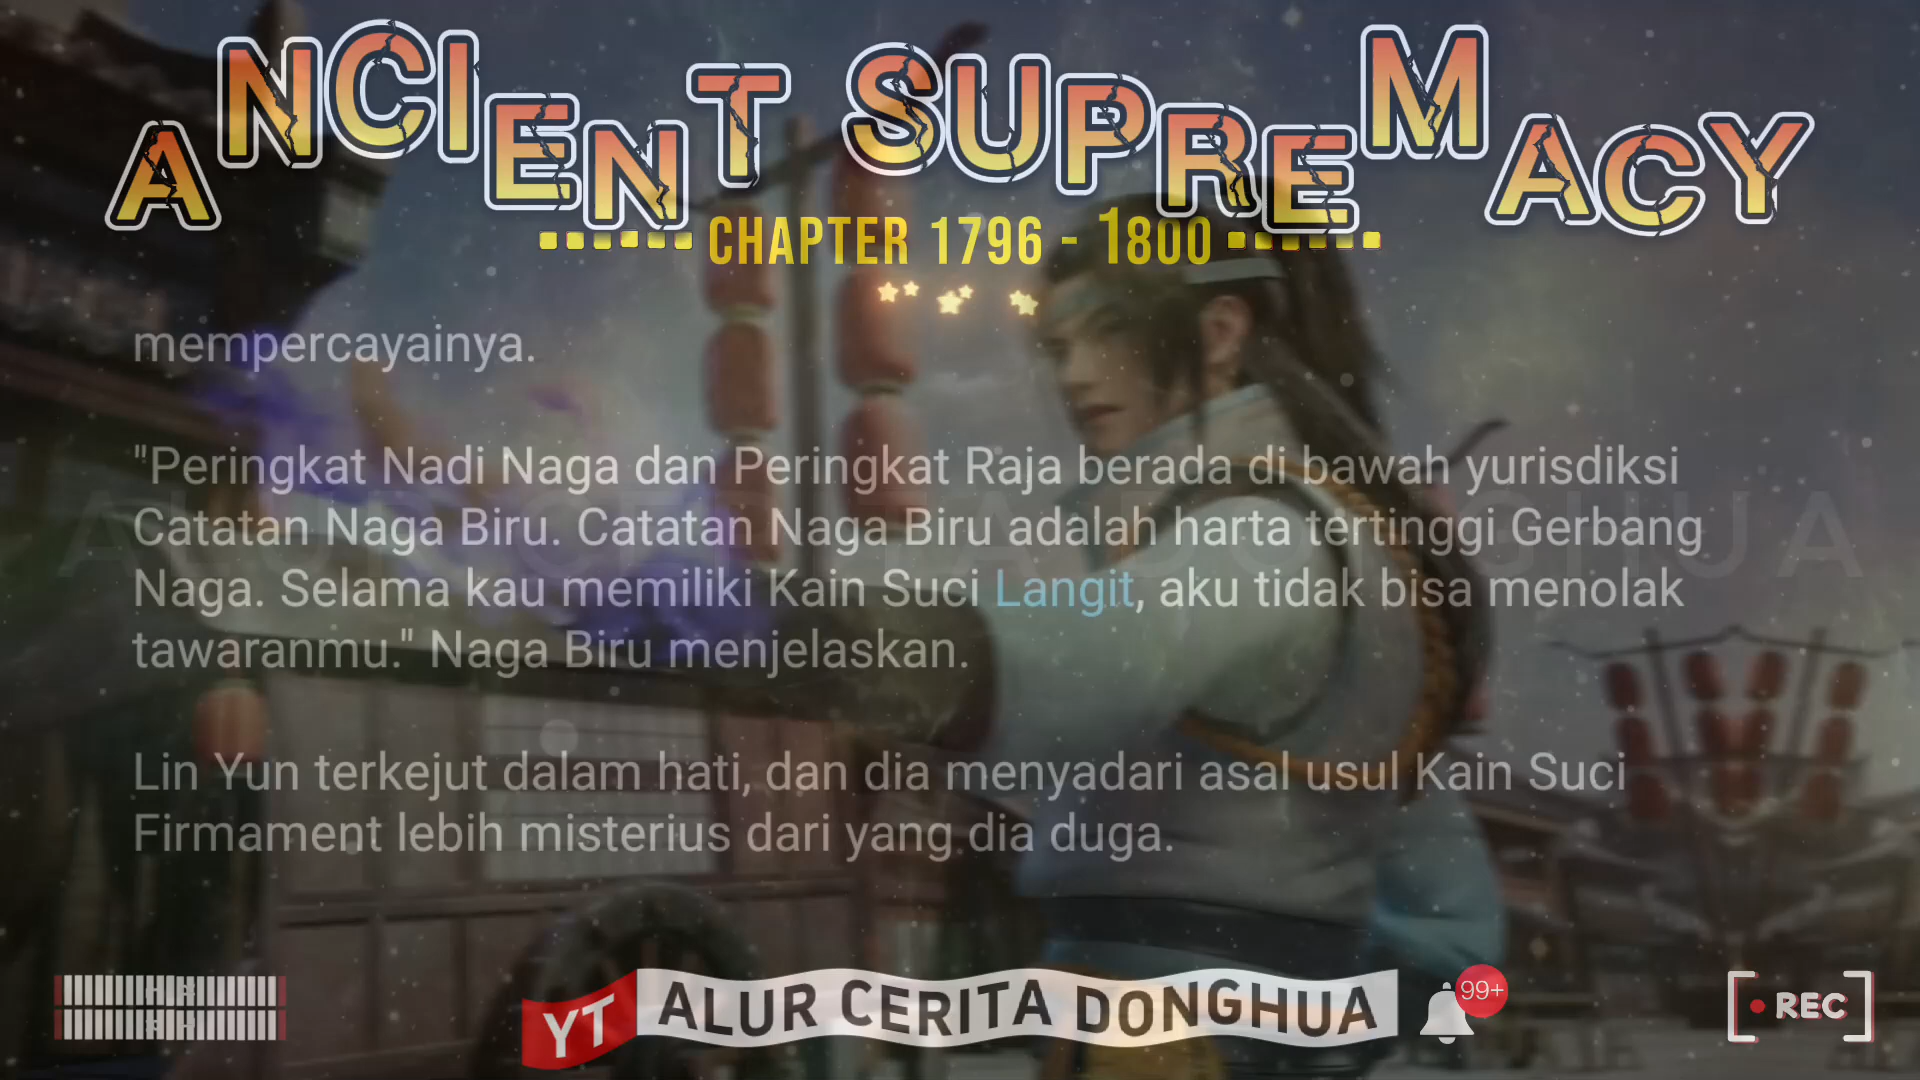 ANCIENT SUPREMACY
CHAPTER 1796 - 1800
mempercayainya.
"Peringkat Nadi Naga dan Peringkat Raja berada di bawah yurisdiksi
Catatan Naga Biru. Catatan Naga Biru adalah harta tertinggi Gerbang
Naga. Selama kau memiliki Kain Suci Langit, aku tidak bisa menolak
tawaranmu." Naga Biru menjelaskan.
ALUR CERITA DONGHUA
Lin Yun terkejut dalam hati, dan dia menyadari asal usul Kain Suci
Firmament lebih misterius dari yang dia duga.
YT ALUR CERITA DONGHUA 99+
REC